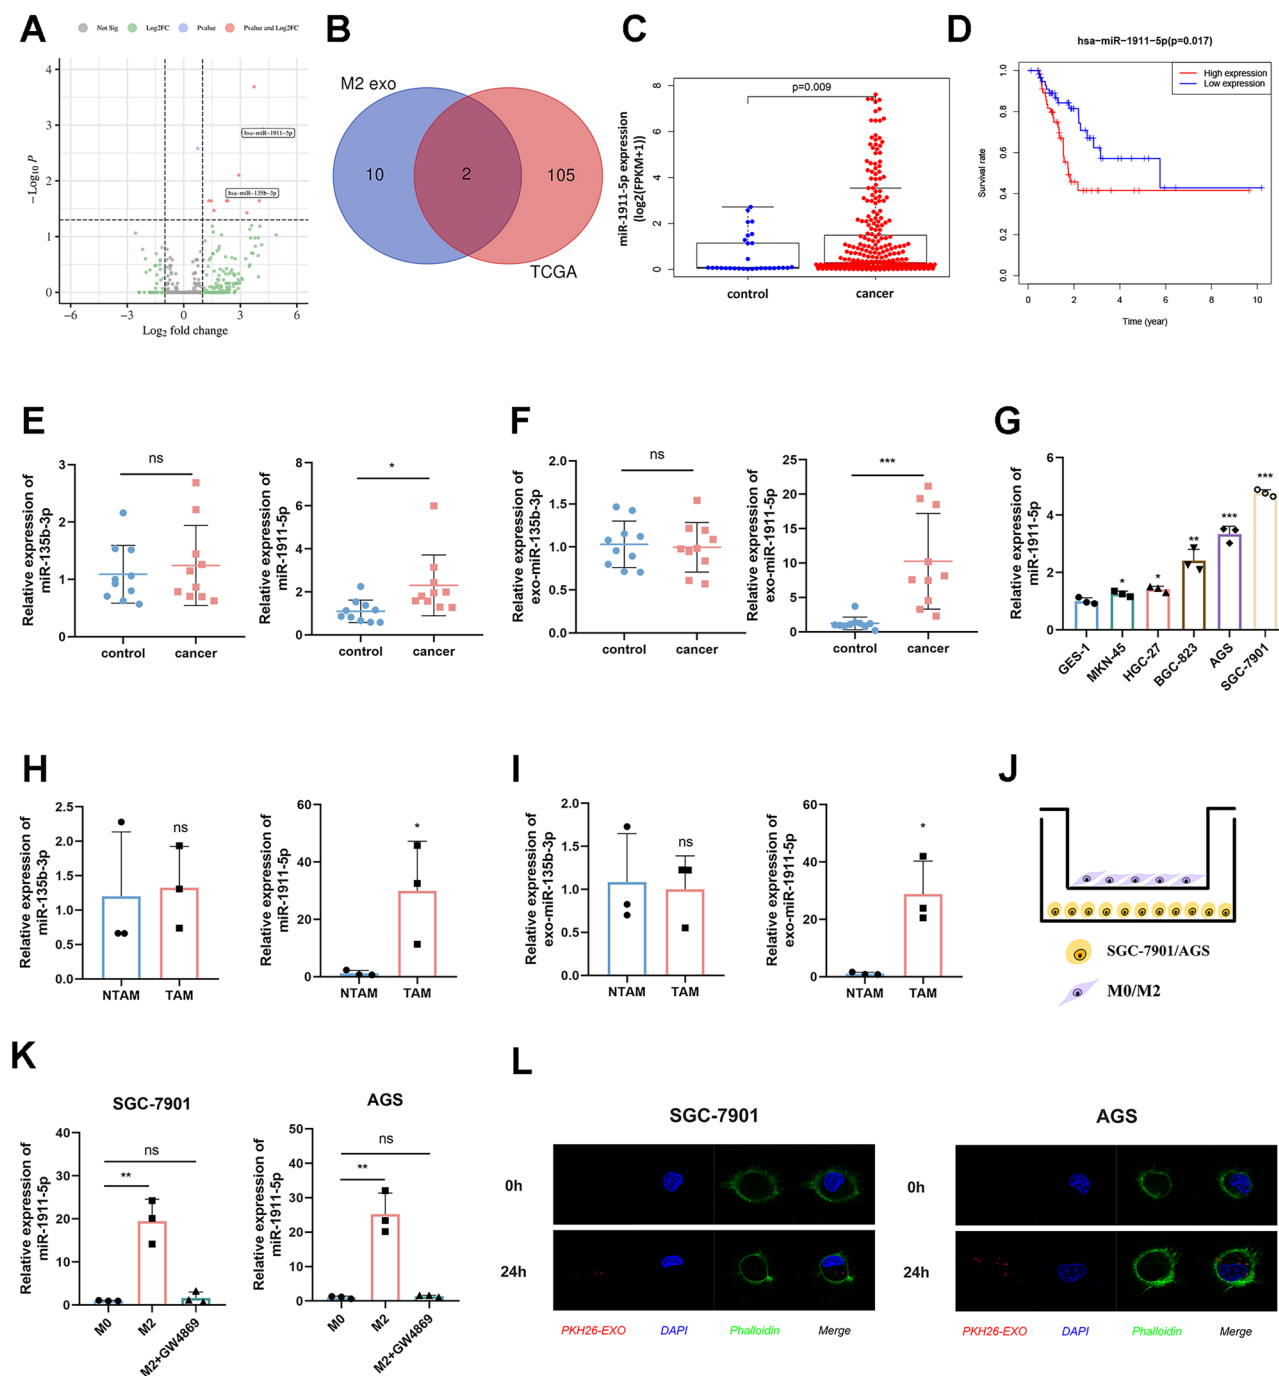 A
Not Sig
Log2FC
Pvalue
Pvalue and Log2FC
4
3
2
1
0
−Log10 P
hsa−miR−1911−5p
hsa−miR−135b−3p
−6
−3
0
3
6
Log2 fold change
B
M2 exo
10
2
105
TCGA
C
p=0.009
miR-1911-5p expression
(log2(FPKM+1))
8
6
4
2
0
control
cancer
D
hsa−miR−1911−5p(p=0.017)
High expression
Low expression
Survival rate
1.0
0.8
0.6
0.4
0.2
0.0
0
2
4
6
8
10
Time (year)
E
Relative expression of
miR-135b-3p
3
2
1
0
ns
control
cancer
Relative expression of
miR-1911-5p
8
6
4
2
0
*
control
cancer
F
Relative expression of
exo-miR-135b-3p
2.0
1.5
1.0
0.5
0.0
ns
control
cancer
Relative expression of
exo-miR-1911-5p
25
20
15
10
5
0
***
control
cancer
G
Relative expression of
miR-1911-5p
6
4
2
0
*
*
**
***
***
GES-1
MKN-45
HGC-27
BGC-823
AGS
SGC-7901
H
Relative expression of
miR-135b-3p
2.5
2.0
1.5
1.0
0.5
0.0
ns
NTAM
TAM
Relative expression of
miR-1911-5p
60
40
20
0
*
NTAM
TAM
I
Relative expression of
exo-miR-135b-3p
2.0
1.5
1.0
0.5
0.0
ns
NTAM
TAM
Relative expression of
exo-miR-1911-5p
60
40
20
0
*
NTAM
TAM
J
SGC-7901/AGS
M0/M2
K
SGC-7901
Relative expression of
miR-1911-5p
40
30
20
10
0
ns
**
M0
M2
M2+GW4869
AGS
Relative expression of
miR-1911-5p
50
40
30
20
10
0
ns
**
M0
M2
M2+GW4869
L
SGC-7901
0h
24h
PKH26-EXO
DAPI
Phalloidin
Merge
AGS
0h
24h
PKH26-EXO
DAPI
Phalloidin
Merge